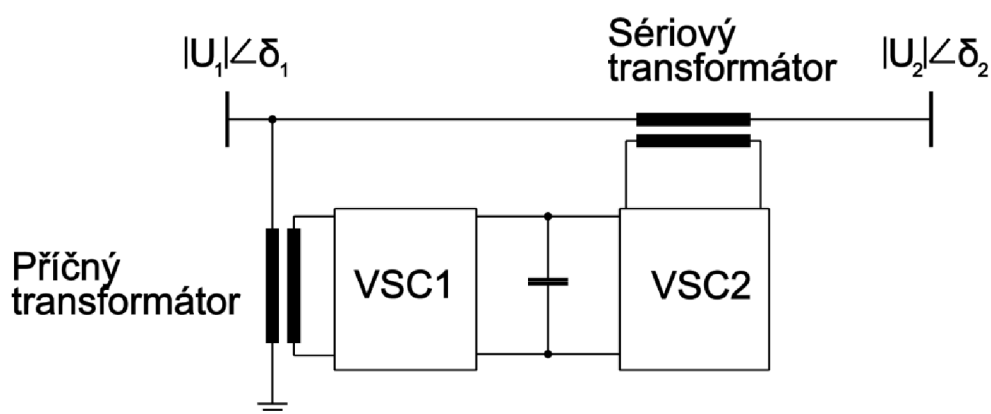 |U₁|∠δ₁
Sériový
transformátor
|U₂|∠δ₂
Příčný
transformátor
VSC1
VSC2